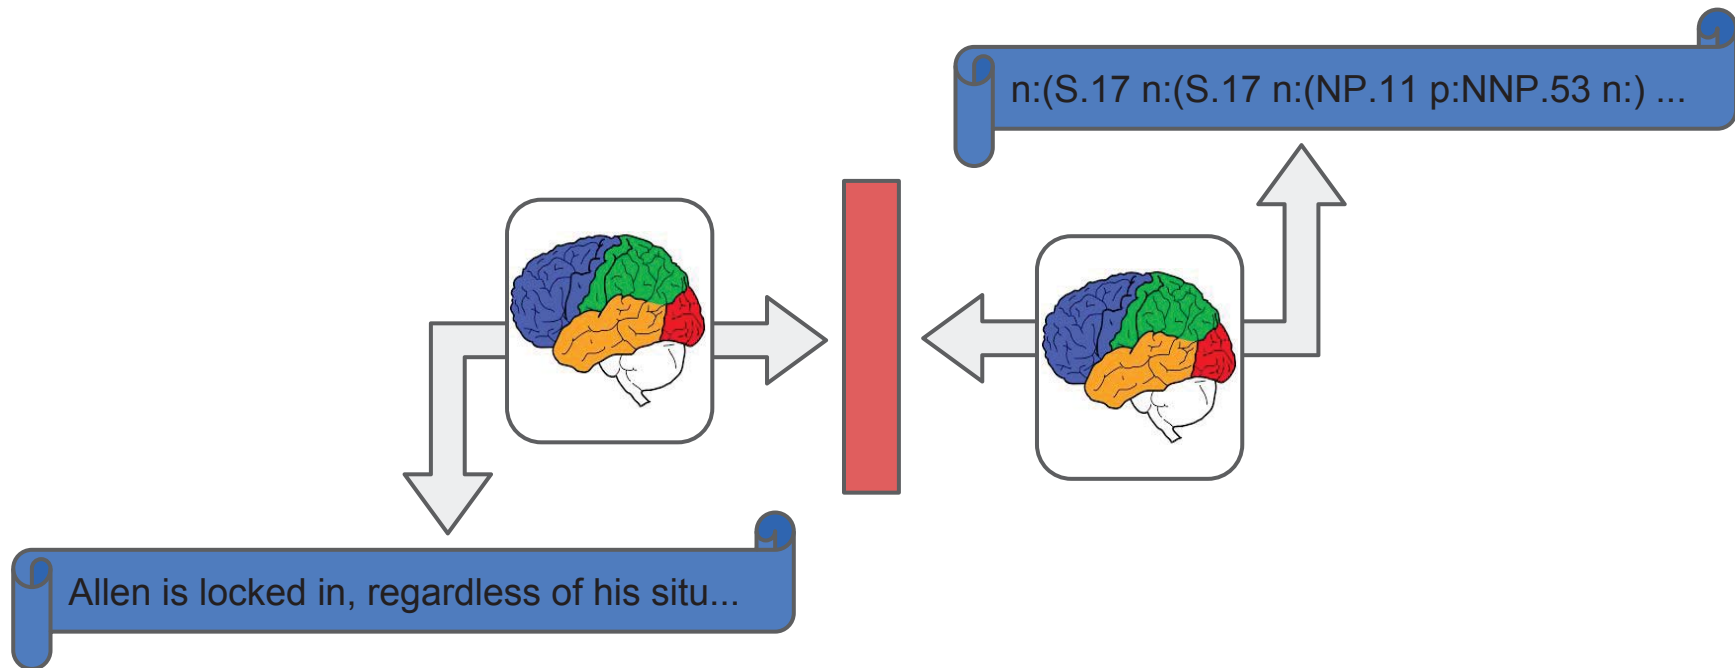 n:(S.17 n:(S.17 n:(NP.11 p:NNP.53 n:) ...
Allen is locked in, regardless of his situ...